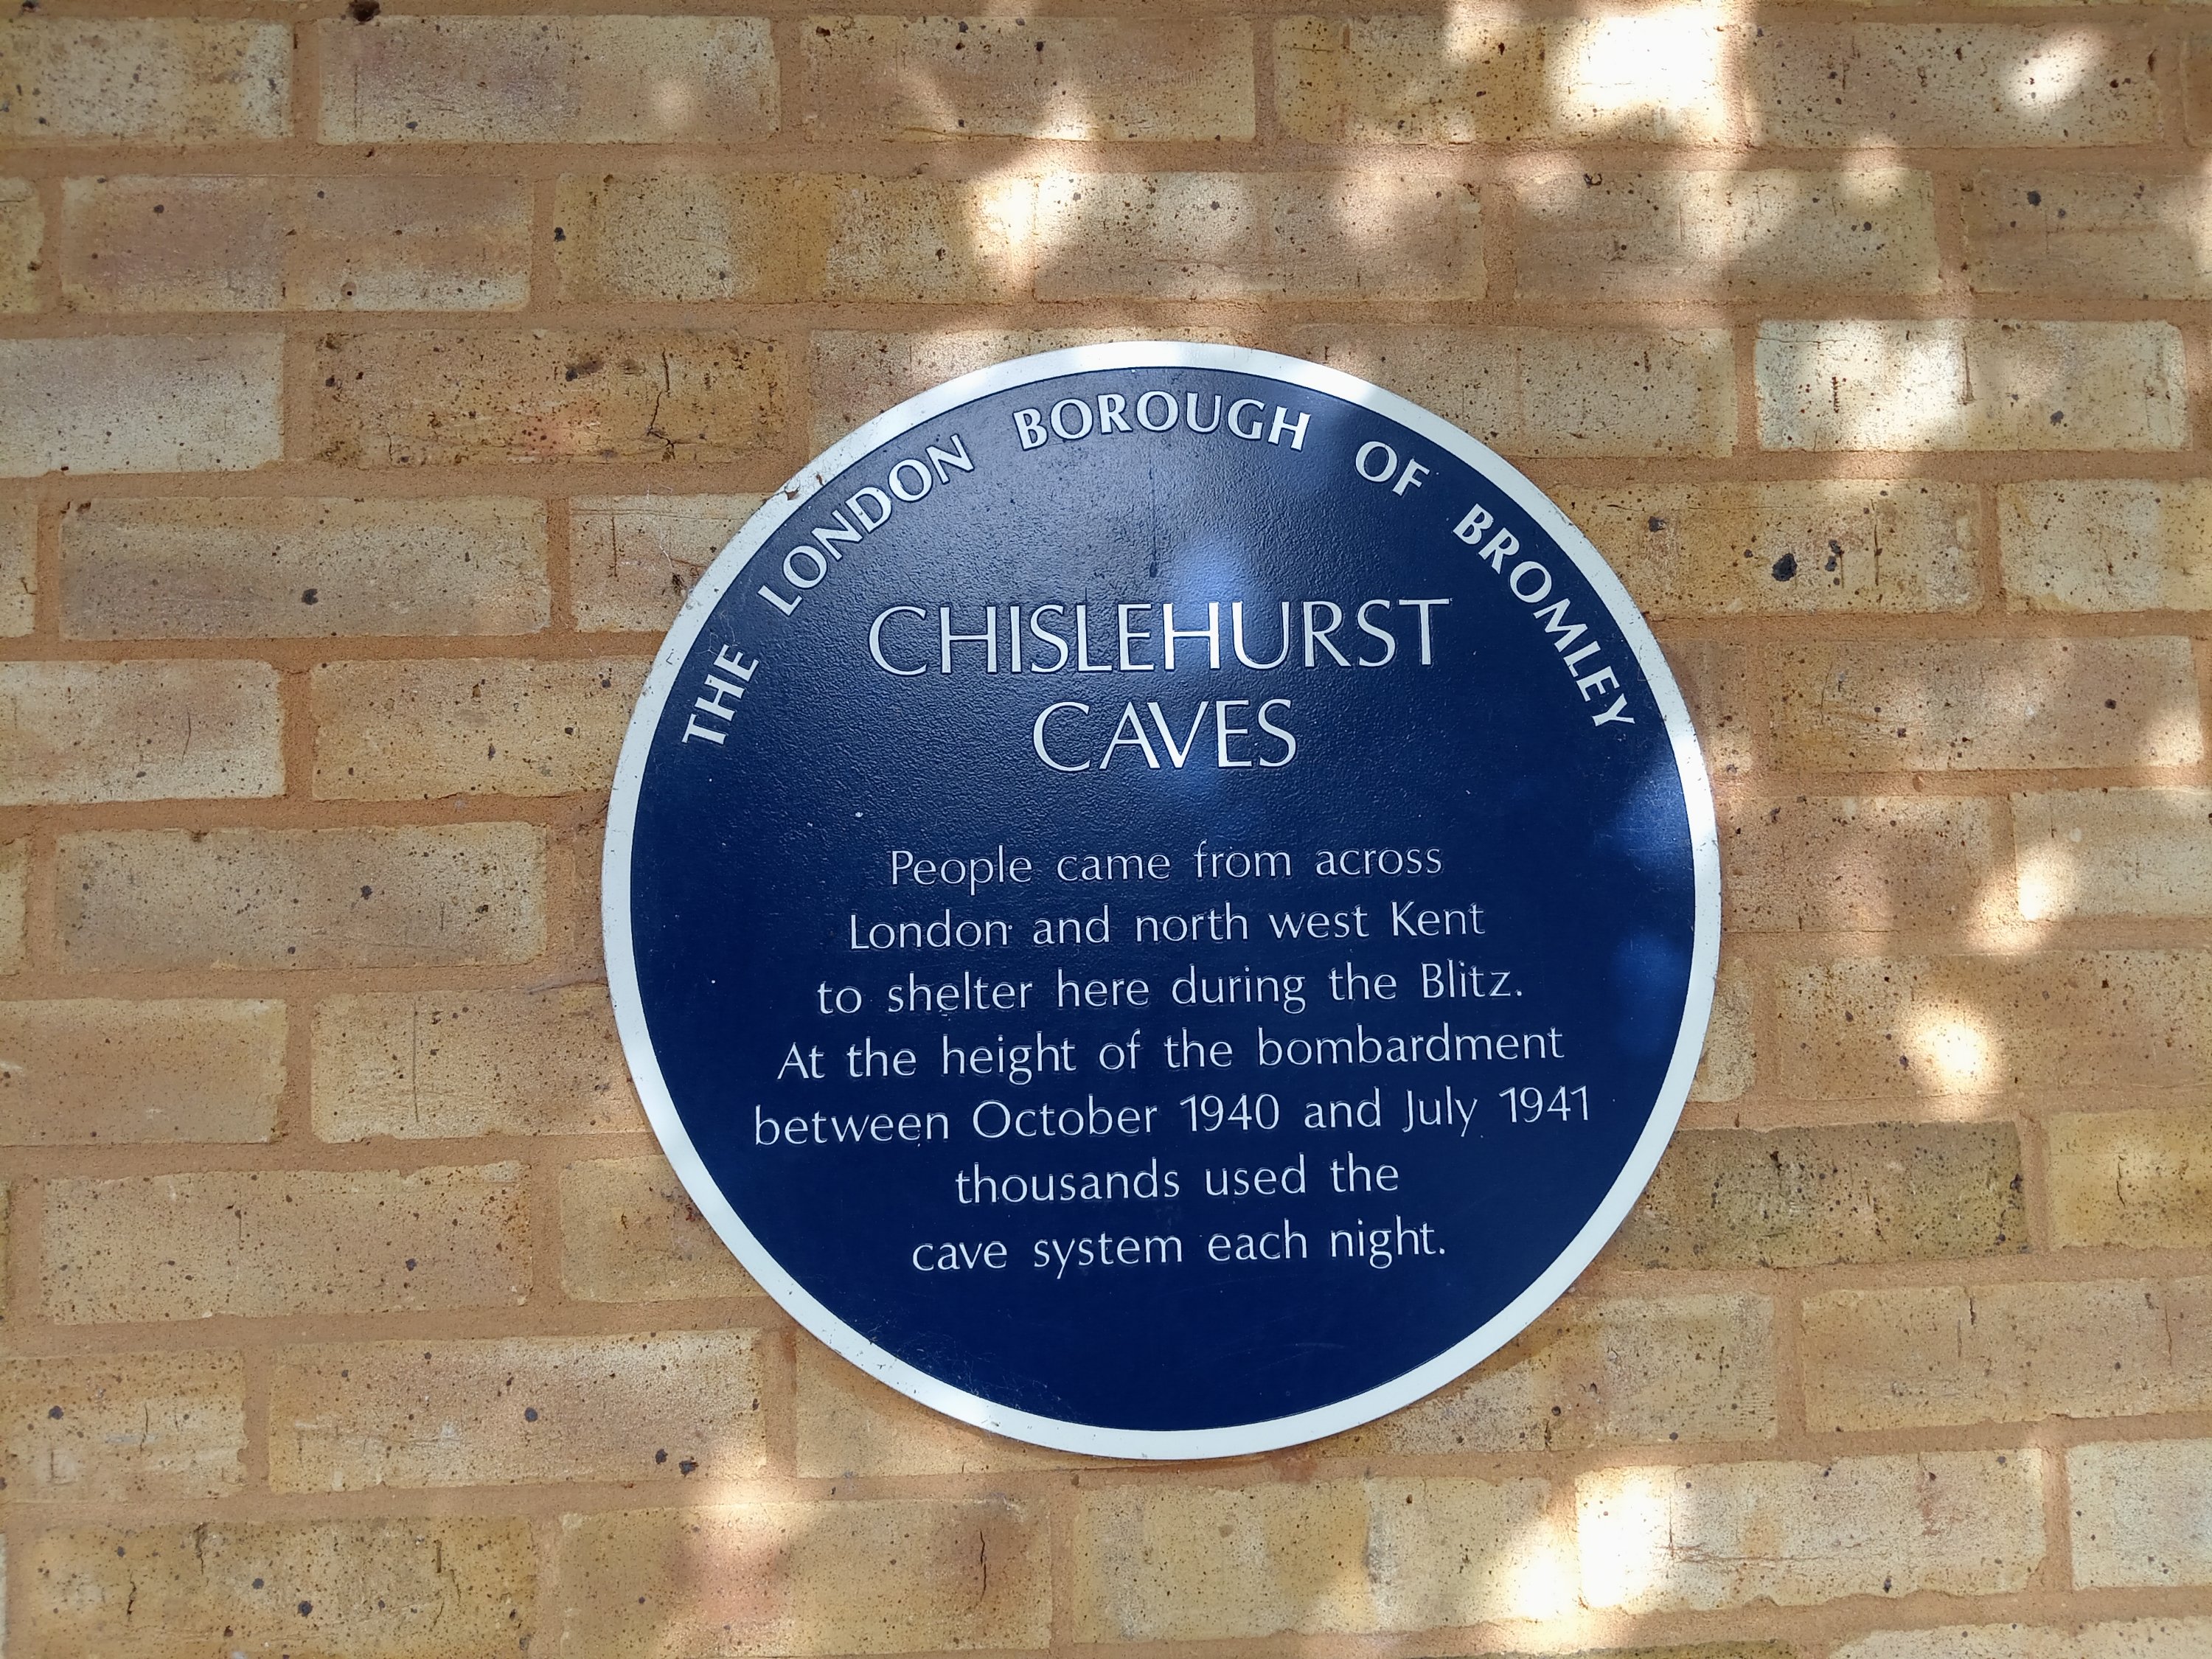 THE LONDON BOROUGH OF BROMLEY
CHISLEHURST
CAVES
People came from across
London and north west Kent
to shelter here during the Blitz.
At the height of the bombardment
between October 1940 and July 1941
thousands used the
cave system each night.